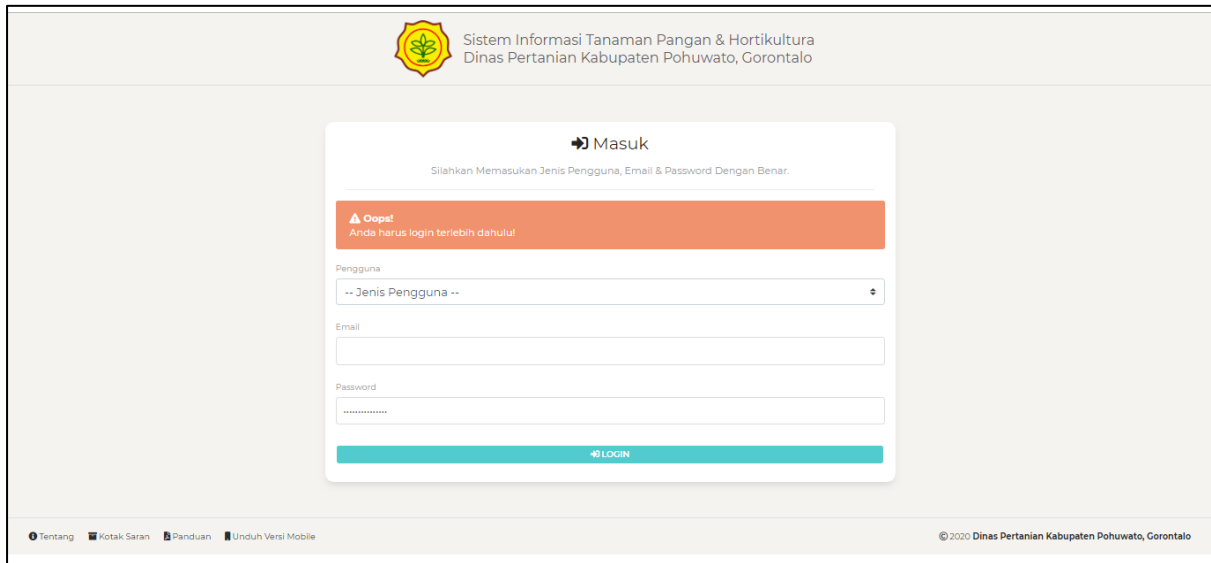 Sistem Informasi Tanaman Pangan & Hortikultura
Dinas Pertanian Kabupaten Pohuwato, Gorontalo
Masuk
Silahkan Memasukan Jenis Pengguna, Email & Password Dengan Benar.
Oops!
Anda harus login terlebih dahulu!
Pengguna
-- Jenis Pengguna --
Email
Password
..............
LOGIN
Tentang Kotak Saran Panduan Unduh Versi Mobile
© 2020 Dinas Pertanian Kabupaten Pohuwato, Gorontalo